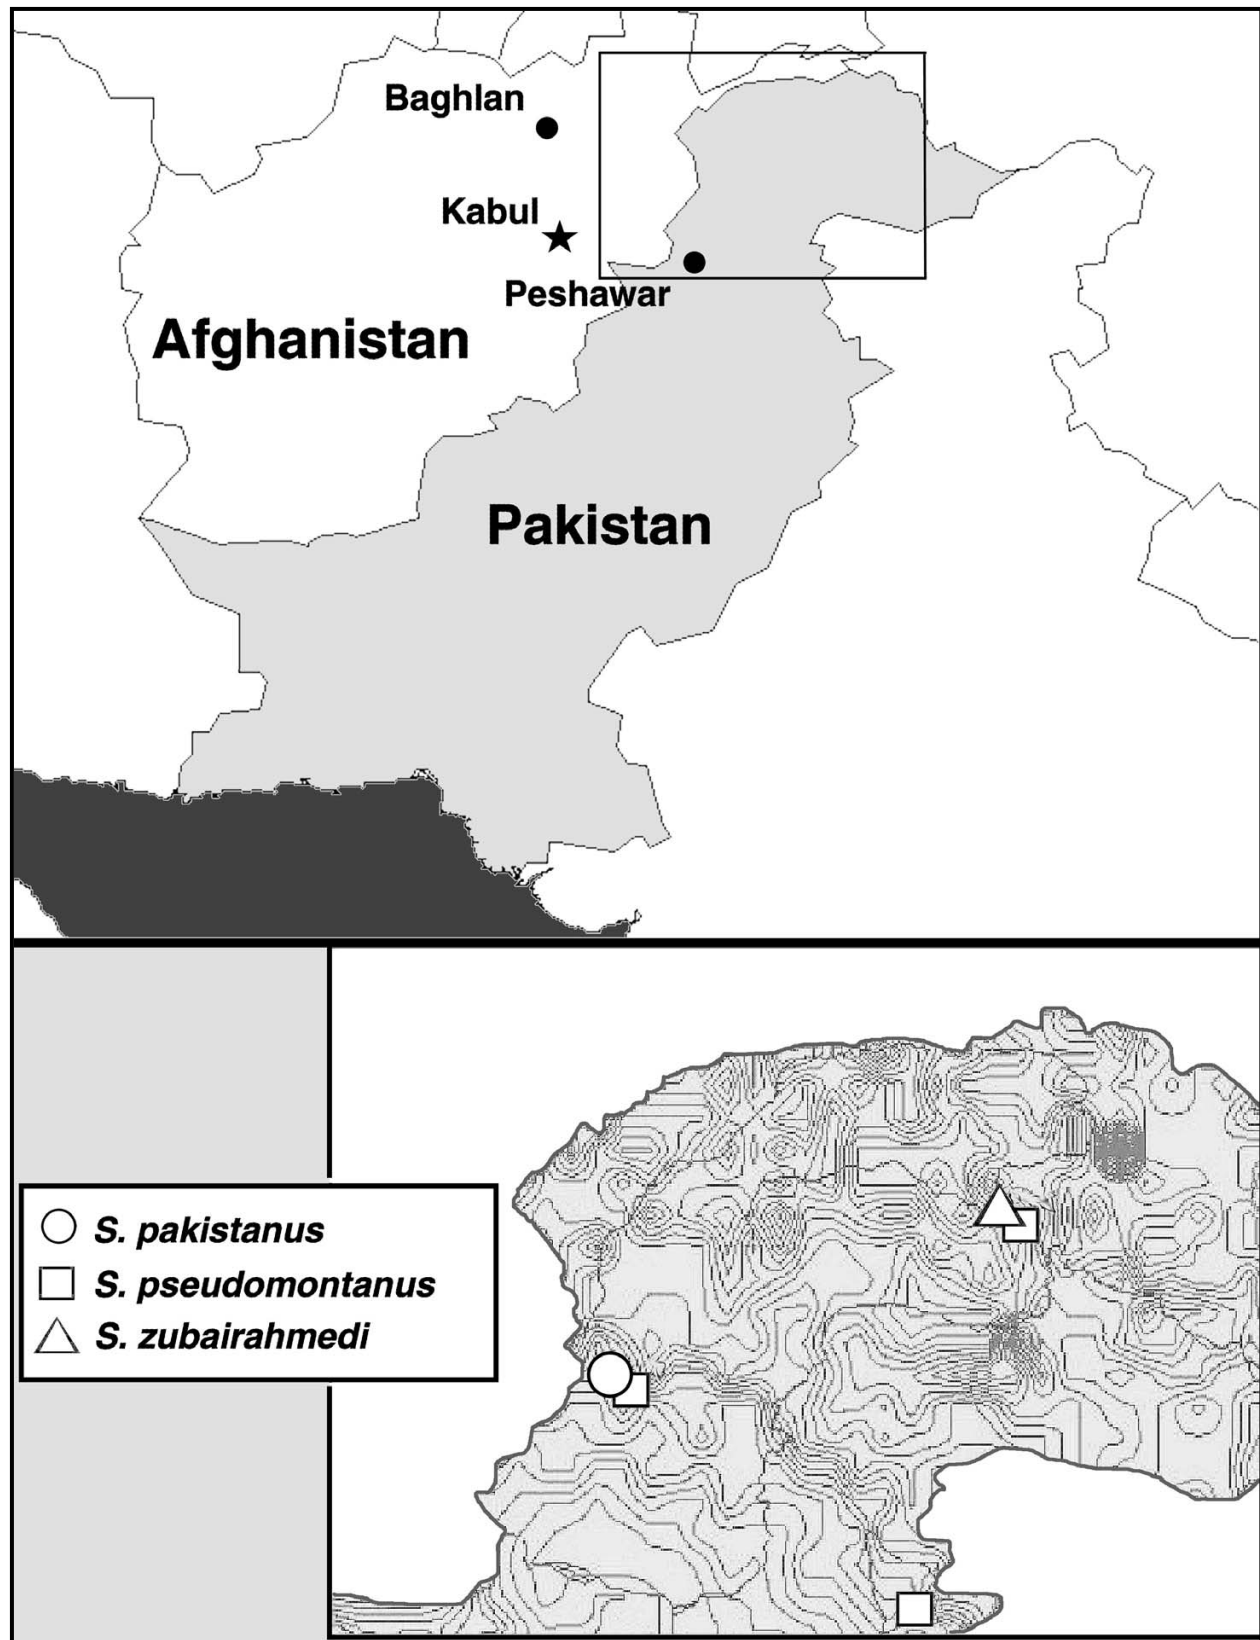 Baghlan
Kabul
Peshawar
Afghanistan
Pakistan
S. pakistanus
S. pseudomontanus
S. zubairahmedi